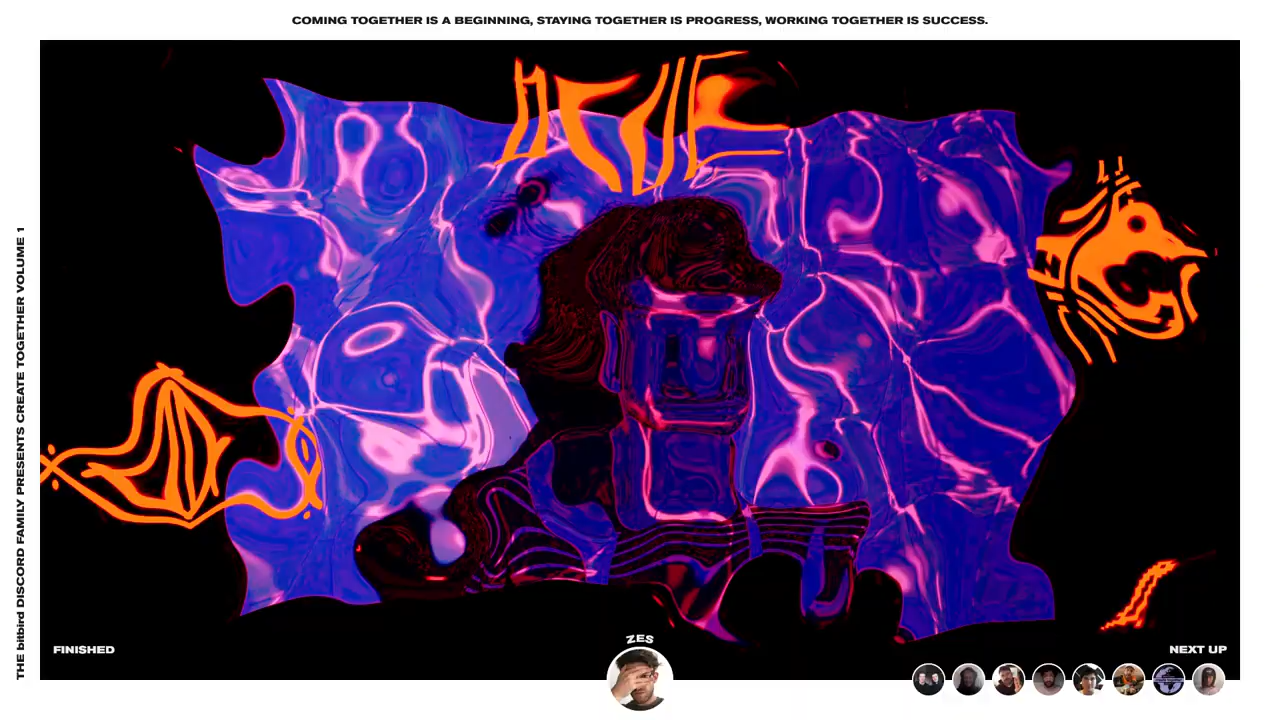 COMING TOGETHER IS A BEGINNING, STAYING TOGETHER IS PROGRESS, WORKING TOGETHER IS SUCCESS.
THE bitbird DISCORD FAMILY PRESENTS CREATE TOGETHER VOLUME 1
FINISHED
ZES
NEXT UP